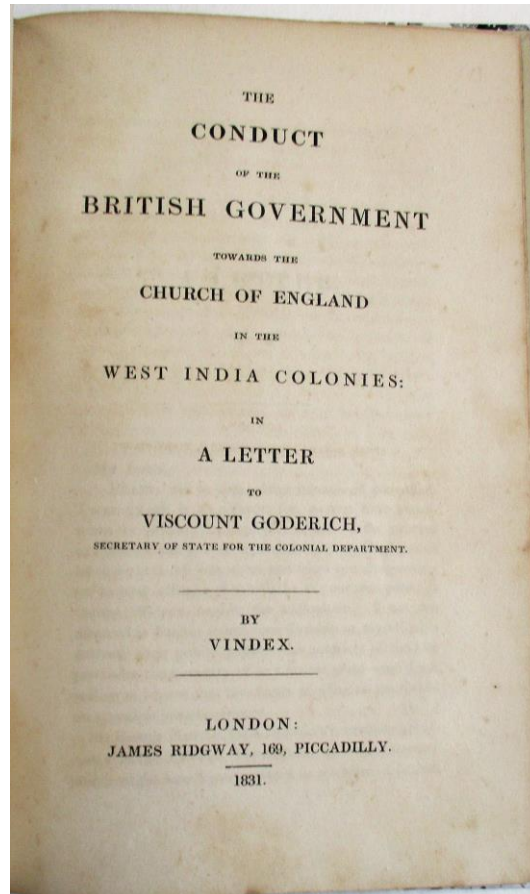 THE
CONDUCT
OF THE
BRITISH GOVERNMENT
TOWARDS THE
CHURCH OF ENGLAND
IN THE
WEST INDIA COLONIES:
IN
A LETTER
TO
VISCOUNT GODERICH,
SECRETARY OF STATE FOR THE COLONIAL DEPARTMENT.
BY
VINDEX.
LONDON:
JAMES RIDGWAY, 169, PICCADILLY.
1831.